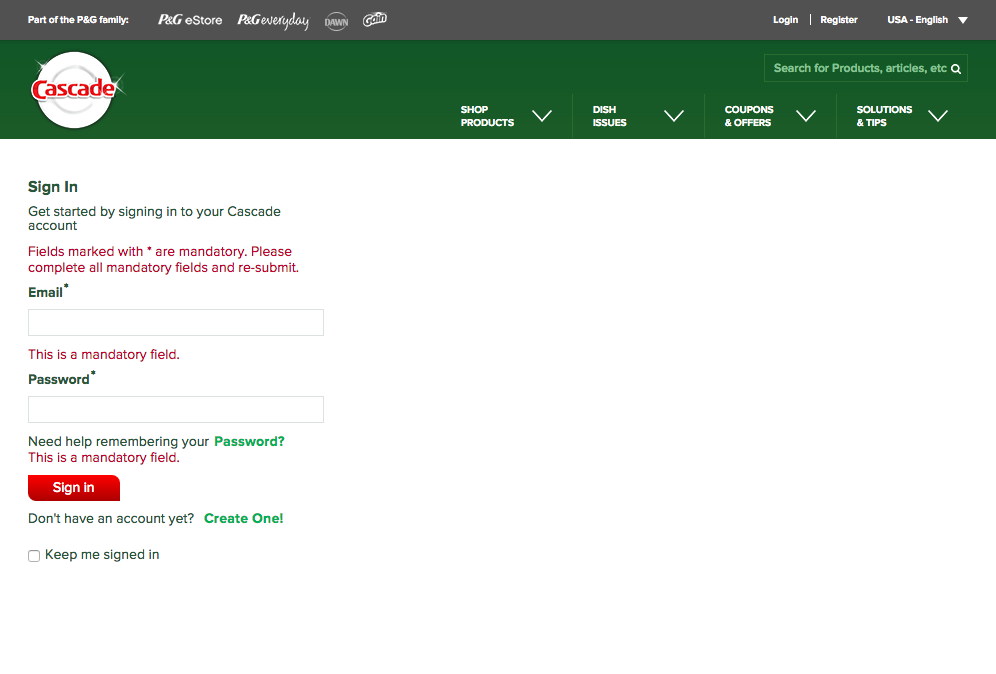 Part of the P&G family:
P&G eStore
P&G everyday
DAWN
Gain
Login
Register
USA - English
Cascade
Search for Products, articles, etc
SHOP
PRODUCTS
DISH
ISSUES
COUPONS
& OFFERS
SOLUTIONS
& TIPS
Sign In
Get started by signing in to your Cascade
account
Fields marked with * are mandatory. Please
complete all mandatory fields and re-submit.
Email*
This is a mandatory field.
Password*
Need help remembering your Password?
This is a mandatory field.
Sign in
Don't have an account yet? Create One!
Keep me signed in